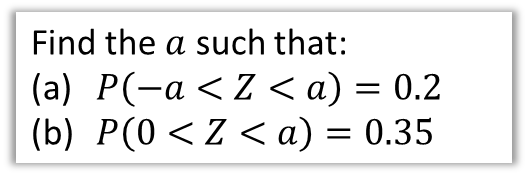 Find the a such that:
(a) P(−a < Z < a) = 0.2
(b) P(0 < Z < a) = 0.35